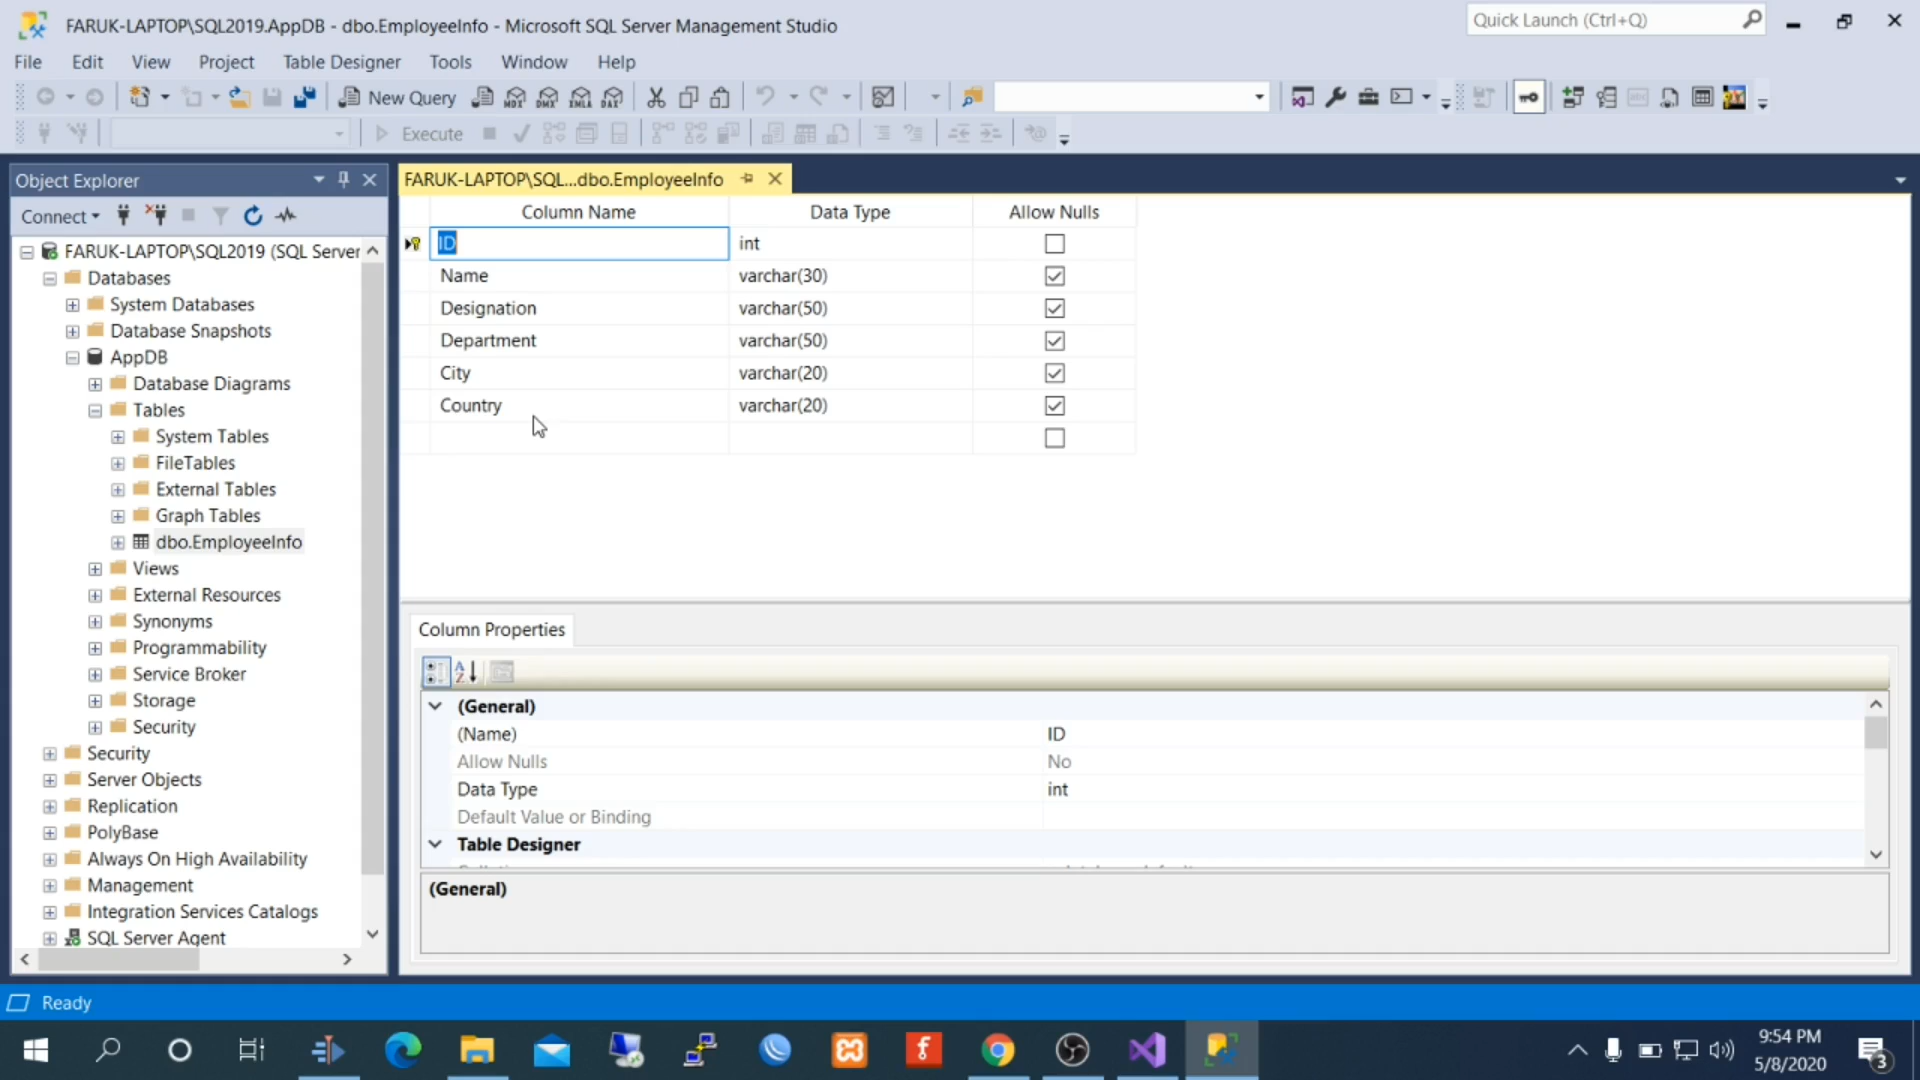 FARUK-LAPTOP\SQL2019.AppDB - dbo.EmployeeInfo - Microsoft SQL Server Management Studio
Quick Launch (Ctrl+Q)
File Edit View Project Table Designer Tools Window Help
New Query MDX DMX XMLA DAX
Execute
Object Explorer
FARUK-LAPTOP\SQL...dbo.EmployeeInfo
Connect
FARUK-LAPTOP\SQL2019 (SQL Server
Databases
System Databases
Database Snapshots
AppDB
Database Diagrams
Tables
System Tables
FileTables
External Tables
Graph Tables
dbo.EmployeeInfo
Views
External Resources
Synonyms
Programmability
Service Broker
Storage
Security
Security
Server Objects
Replication
PolyBase
Always On High Availability
Management
Integration Services Catalogs
SQL Server Agent
Column Name Data Type Allow Nulls
ID int
Name varchar(30)
Designation varchar(50)
Department varchar(50)
City varchar(20)
Country varchar(20)
Column Properties
(General)
(Name) ID
Allow Nulls No
Data Type int
Default Value or Binding
Table Designer
(General)
Ready
9:54 PM
5/8/2020
3